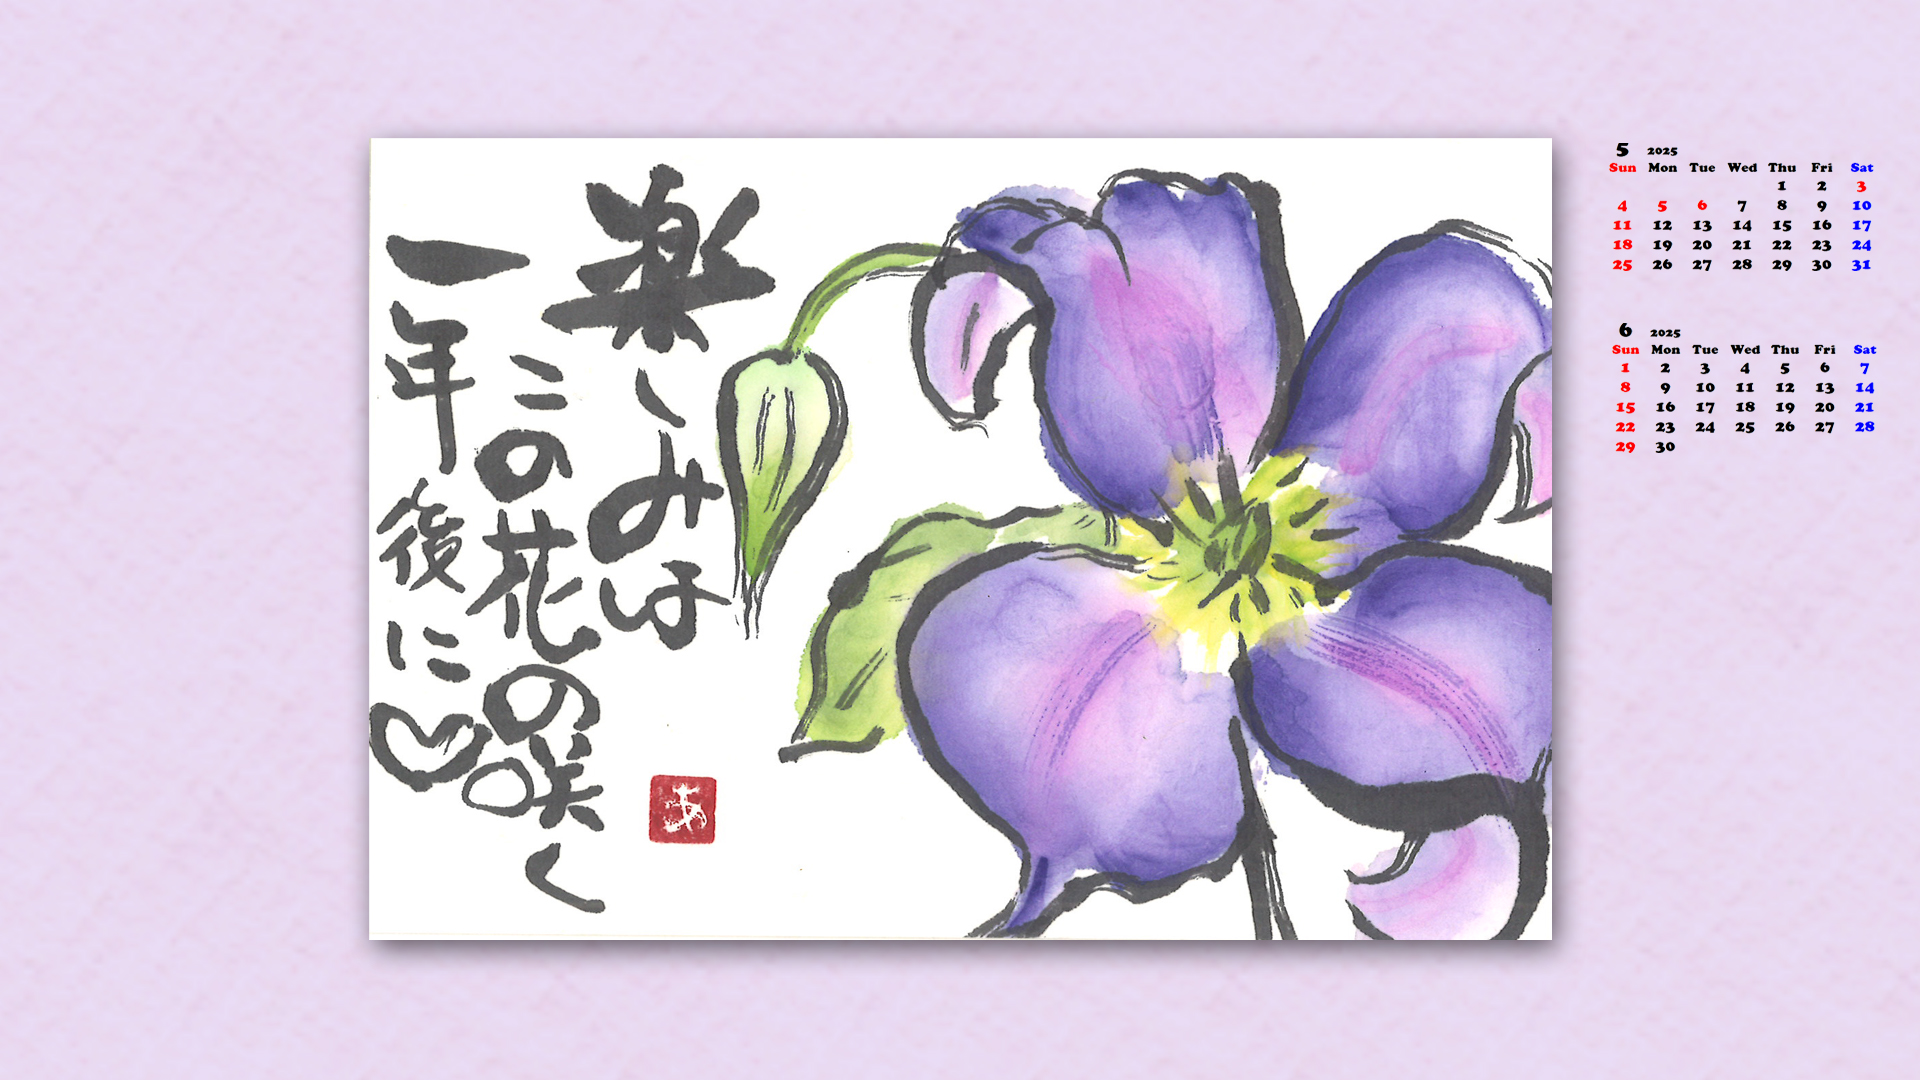 楽しみは
この花の咲く
一年後に♡
あ
5 2025
Sun Mon Tue Wed Thu Fri Sat
1 2 3
4 5 6 7 8 9 10
11 12 13 14 15 16 17
18 19 20 21 22 23 24
25 26 27 28 29 30 31
6 2025
Sun Mon Tue Wed Thu Fri Sat
1 2 3 4 5 6 7
8 9 10 11 12 13 14
15 16 17 18 19 20 21
22 23 24 25 26 27 28
29 30